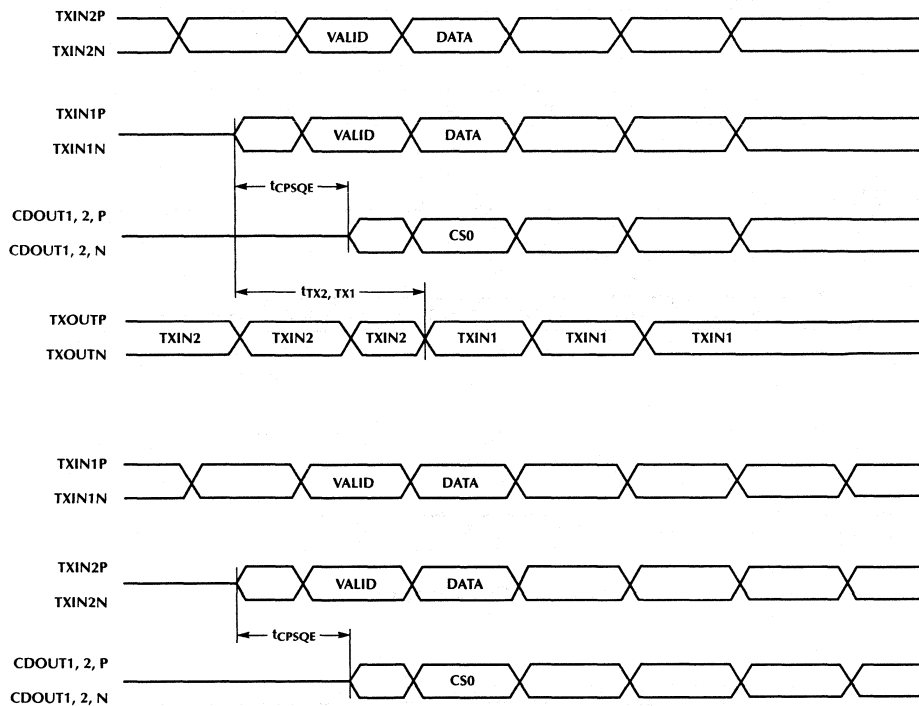 TXIN2P
TXIN2N
VALID DATA
TXIN1P
TXIN1N
VALID DATA
tCPSQE
CDOUT1, 2, P
CDOUT1, 2, N
CS0
tTX2, TX1
TXOUTP
TXOUTN
TXIN2 TXIN2 TXIN2 TXIN1 TXIN1 TXIN1
TXIN1P
TXIN1N
VALID DATA
TXIN2P
TXIN2N
VALID DATA
tCPSQE
CDOUT1, 2, P
CDOUT1, 2, N
CS0